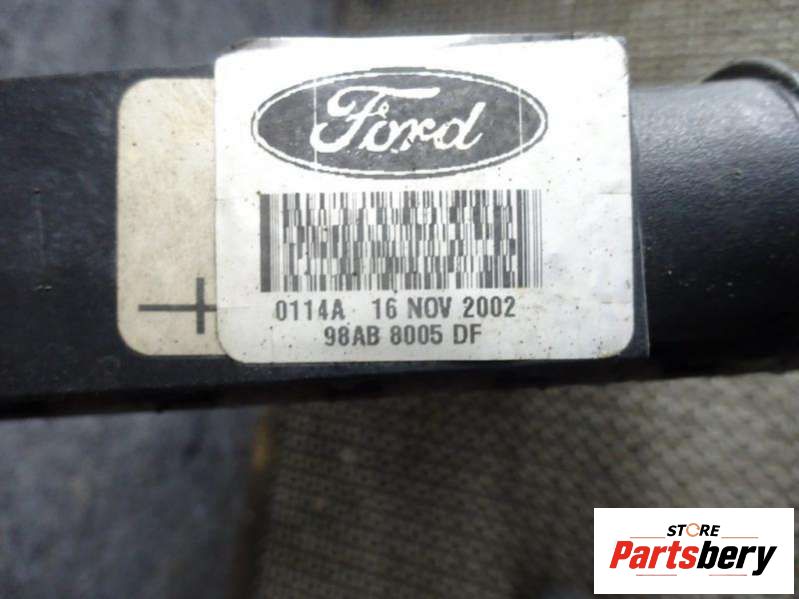 Ford
0114A 16 NOV 2002
98AB 8005 DF
STORE
Partsbery